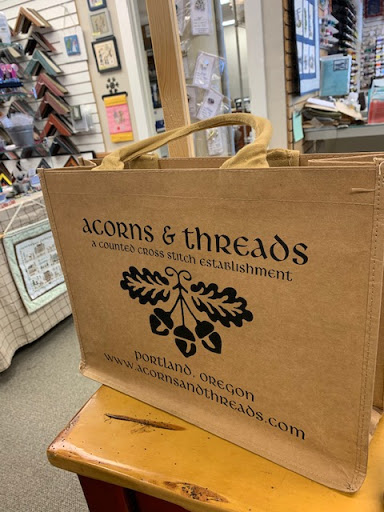 acorns & threads
a counted cross stitch establishment
portland, oregon
www.acornsandthreads.com